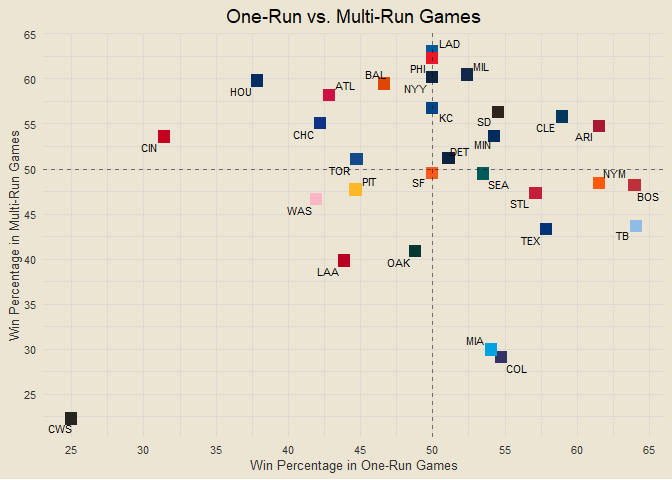 One-Run vs. Multi-Run Games
Win Percentage in Multi-Run Games
65
60
55
50
45
40
35
30
25
LAD
PHI
MIL
BAL
NYY
HOU
ATL
KC
SD
CLE
ARI
CHC
CIN
MIN
DET
TOR
SF
SEA
PIT
NYM
BOS
STL
WAS
TEX
TB
OAK
LAA
MIA
COL
CWS
25
30
35
40
45
50
55
60
65
Win Percentage in One-Run Games